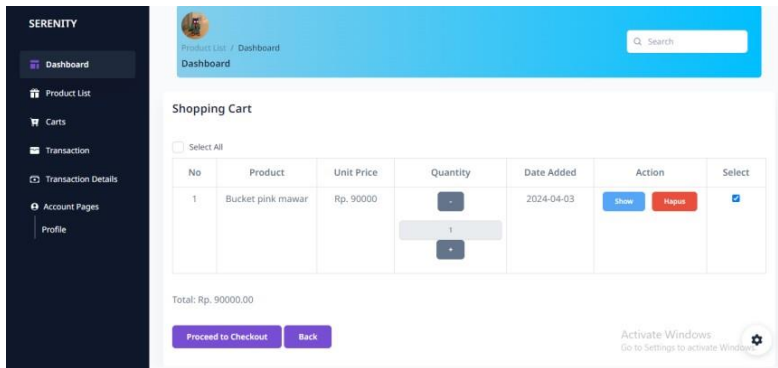 SERENITY
Dashboard
Product List
Carts
Transaction
Transaction Details
Account Pages
Profile
Product List / Dashboard
Dashboard
Search
Shopping Cart
Select All
No Product Unit Price Quantity Date Added Action Select
1 Bucket pink mawar Rp. 90000 - 2024-04-03 Show Hapus
1
+
Total: Rp. 90000.00
Proceed to Checkout Back
Activate Windows
Go to Settings to activate Windows.